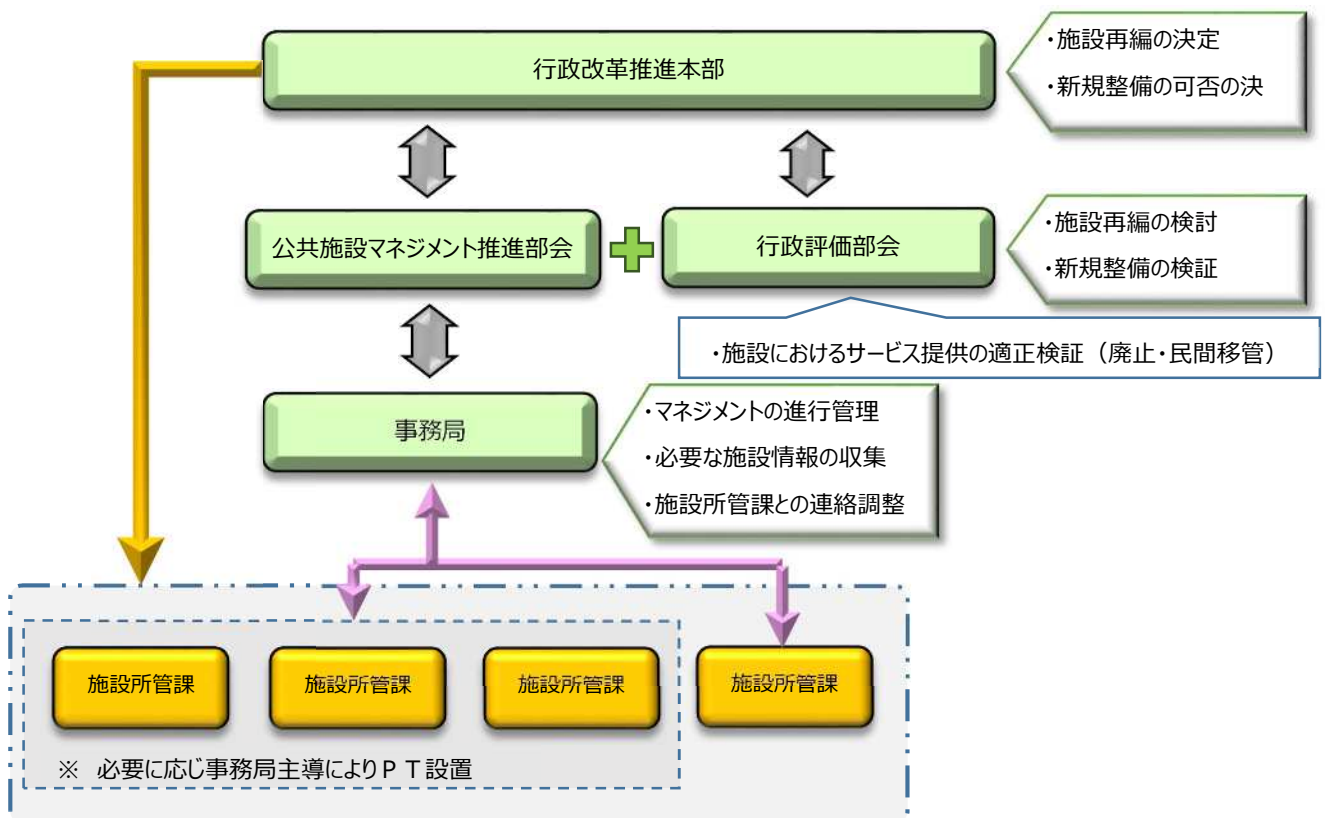 行政改革推進本部
・施設再編の決定
・新規整備の可否の決
公共施設マネジメント推進部会
行政評価部会
・施設再編の検討
・新規整備の検証
・施設におけるサービス提供の適正検証（廃止・民間移管）
事務局
・マネジメントの進行管理
・必要な施設情報の収集
・施設所管課との連絡調整
施設所管課
施設所管課
施設所管課
施設所管課
※ 必要に応じ事務局主導によりＰＴ設置